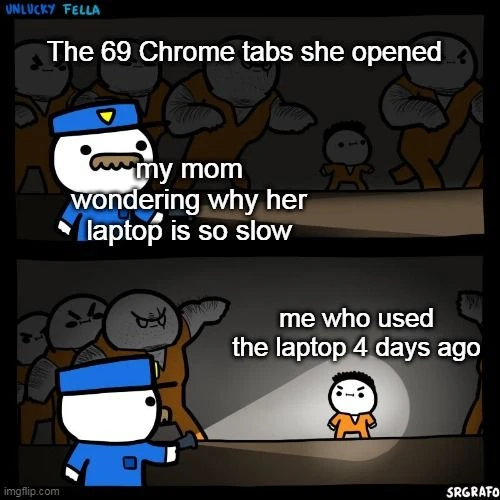 UNLUCKY FELLA
The 69 Chrome tabs she opened
my mom
wondering why her
laptop is so slow
me who used
the laptop 4 days ago
imgflip.com
SRGRAFO